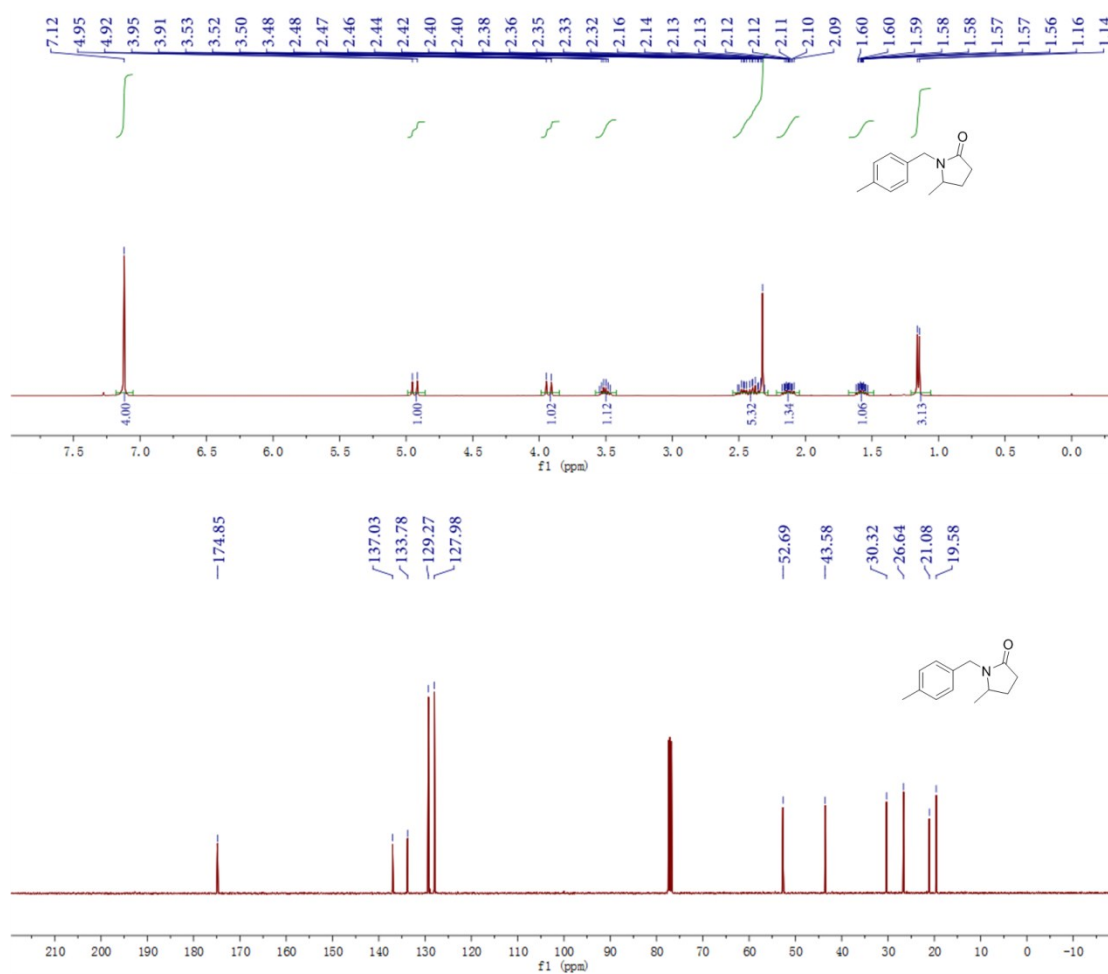 7.12 4.95 4.92 3.95 3.91 3.53 3.52 3.50 3.48 2.48 2.47 2.46 2.44 2.42 2.40 2.40 2.38 2.36 2.35 2.33 2.32 2.16 2.14 2.13 2.13 2.12 2.12 2.11 2.10 2.09 1.60 1.60 1.59 1.58 1.58 1.57 1.57 1.56 1.16 1.14
O
N
4.00 1.00 1.02 1.12 5.32 1.34 1.06 3.13
7.5 7.0 6.5 6.0 5.5 5.0 4.5 4.0 3.5 3.0 2.5 2.0 1.5 1.0 0.5 0.0
f1 (ppm)
174.85 137.03 133.78 129.27 127.98 52.69 43.58 30.32 26.64 21.08 19.58
O
N
210 200 190 180 170 160 150 140 130 120 110 100 90 80 70 60 50 40 30 20 10 0 -10
f1 (ppm)